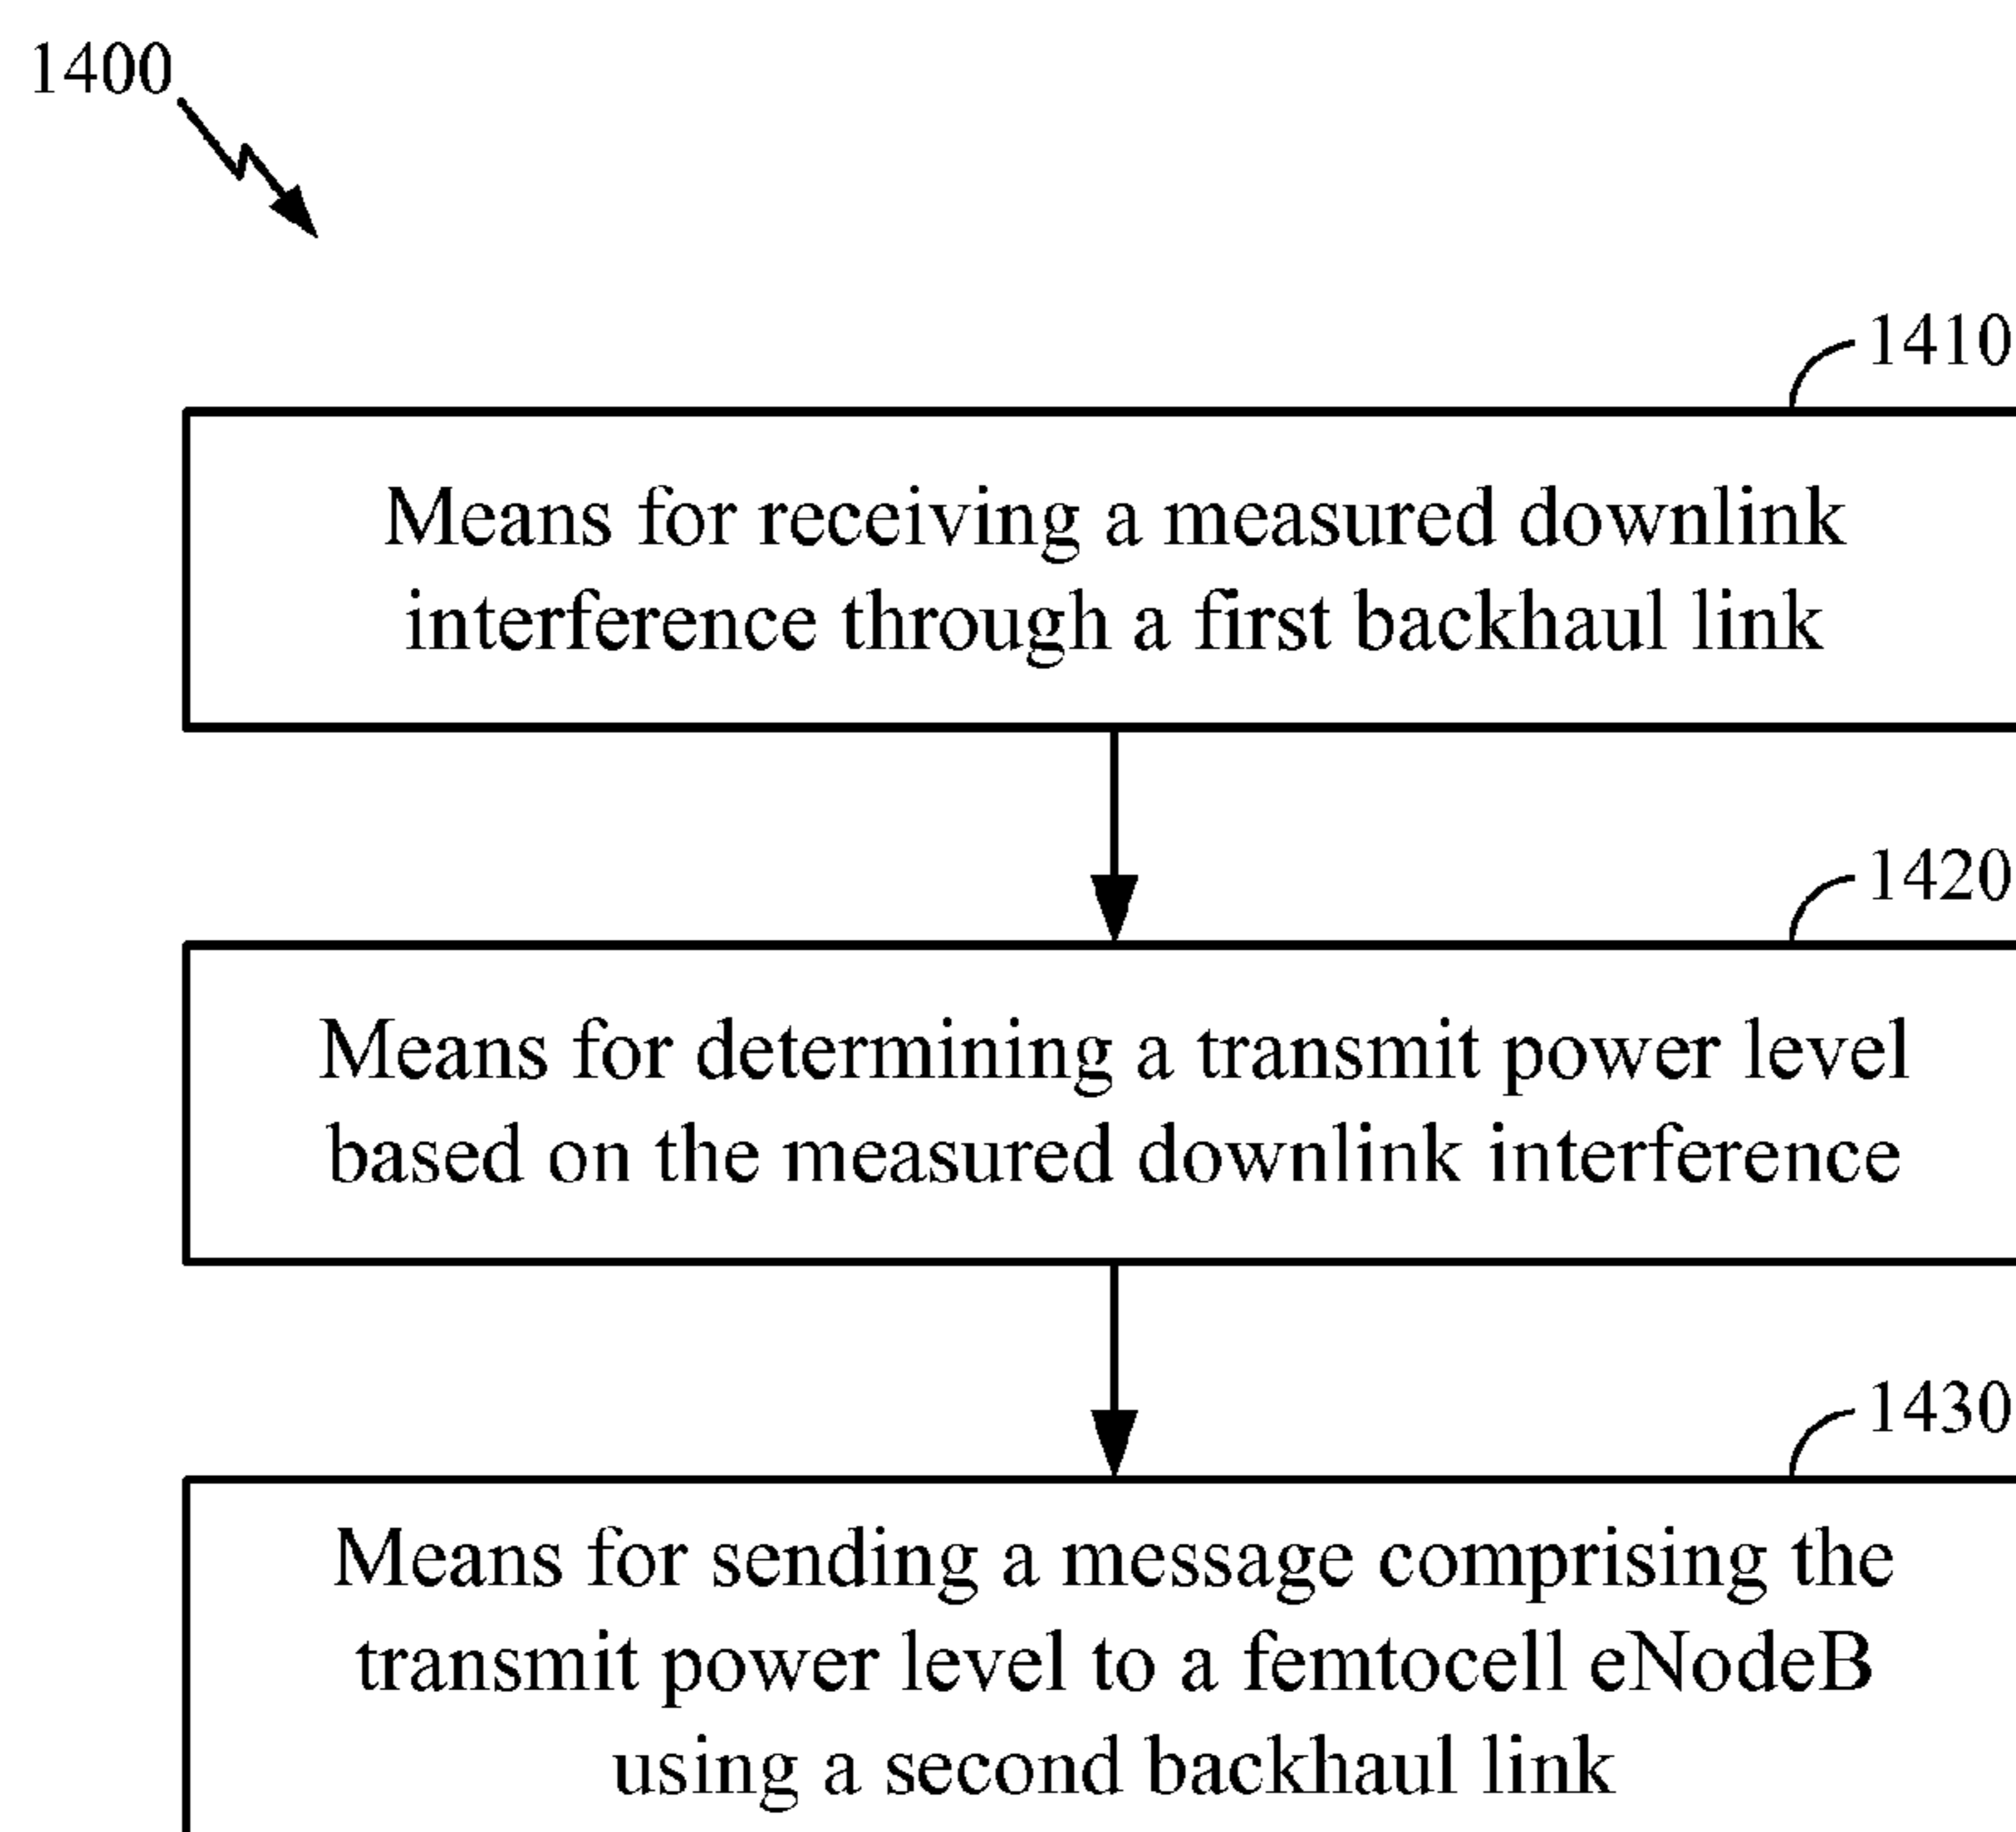 1400
1410
Means for receiving a measured downlink
interference through a first backhaul link
1420
Means for determining a transmit power level
based on the measured downlink interference
1430
Means for sending a message comprising the
transmit power level to a femtocell eNodeB
using a second backhaul link